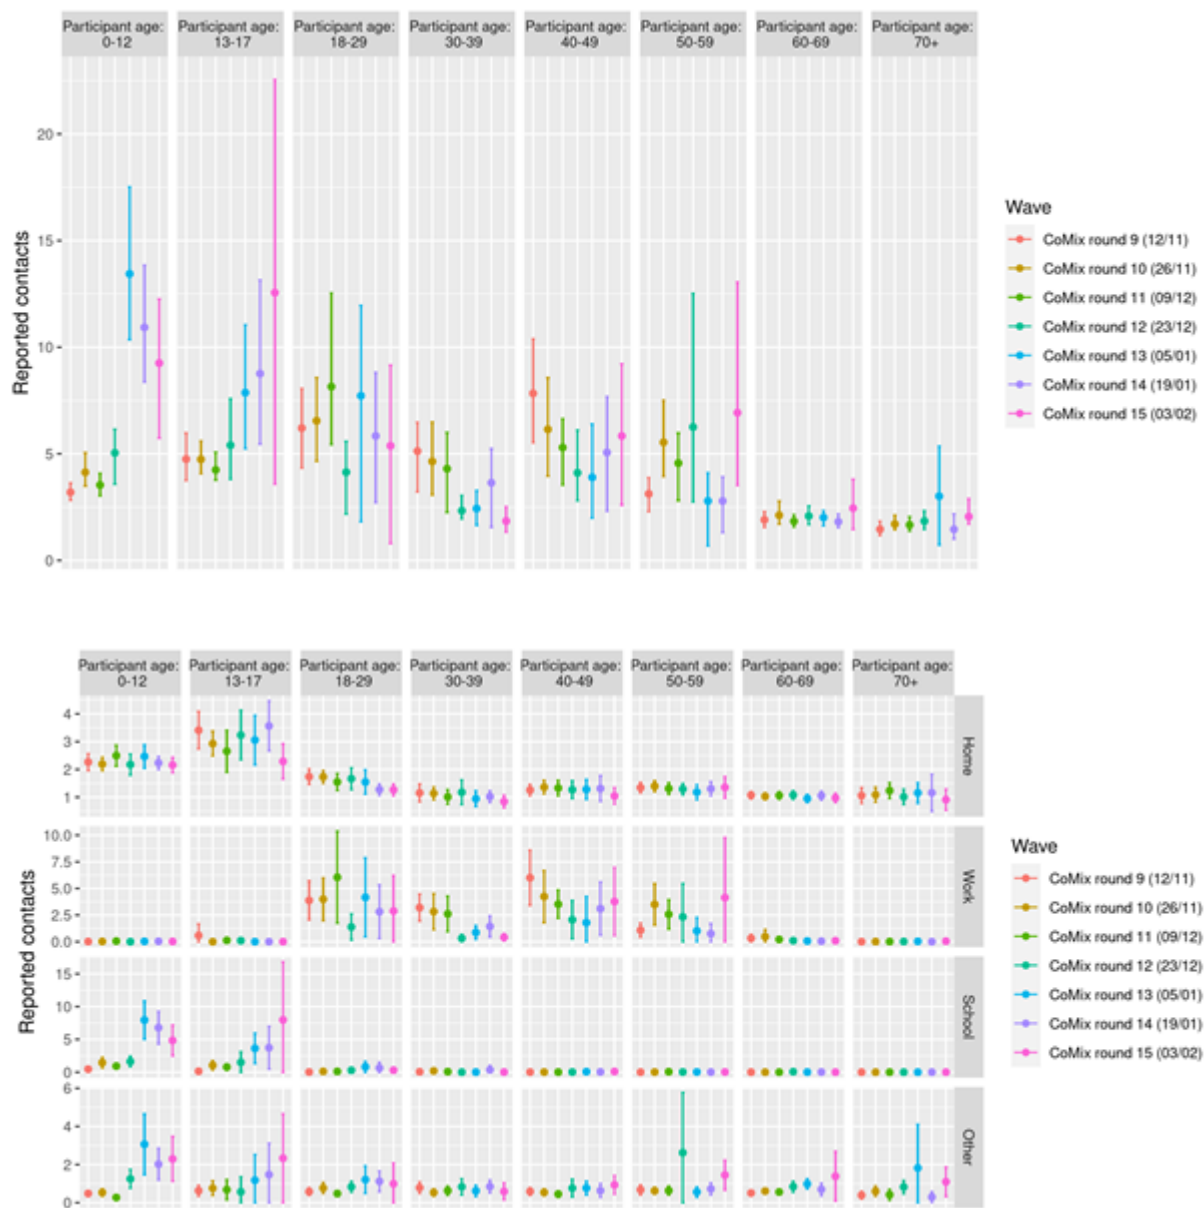 Participant age: Participant age: Participant age: Participant age: Participant age: Participant age: Participant age: Participant age:
0-12 13-17 18-29 30-39 40-49 50-59 60-69 70+
20
15
10
5
0
Reported contacts
Wave
CoMix round 9 (12/11)
CoMix round 10 (26/11)
CoMix round 11 (09/12)
CoMix round 12 (23/12)
CoMix round 13 (05/01)
CoMix round 14 (19/01)
CoMix round 15 (03/02)
Participant age: Participant age: Participant age: Participant age: Participant age: Participant age: Participant age: Participant age:
0-12 13-17 18-29 30-39 40-49 50-59 60-69 70+
4
3
2
1
Home
10.0
7.5
5.0
2.5
0.0
Work
15
10
5
0
School
6
4
2
0
Other
Reported contacts
Wave
CoMix round 9 (12/11)
CoMix round 10 (26/11)
CoMix round 11 (09/12)
CoMix round 12 (23/12)
CoMix round 13 (05/01)
CoMix round 14 (19/01)
CoMix round 15 (03/02)